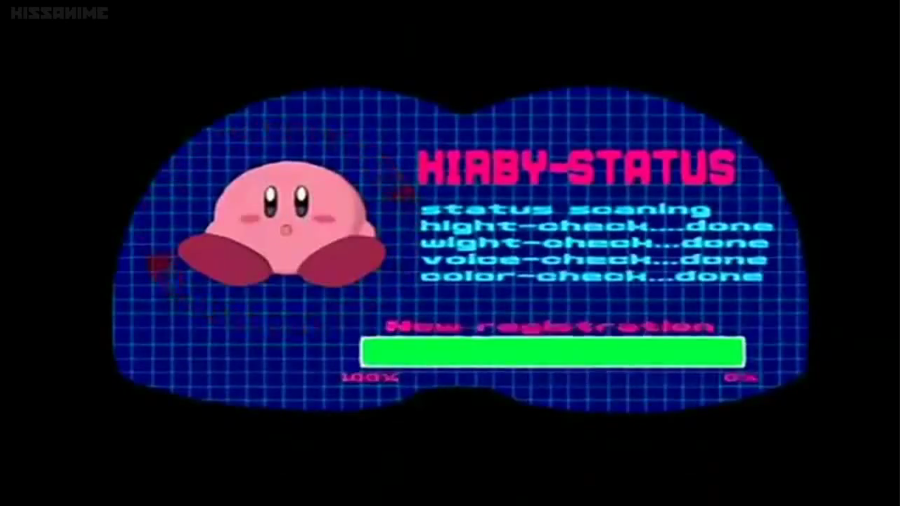 KISSANIME
KIRBY-STATUS
status scaning
hight-check...done
wight-check...done
voice-check...done
color-check...done
New registration
100% 0%